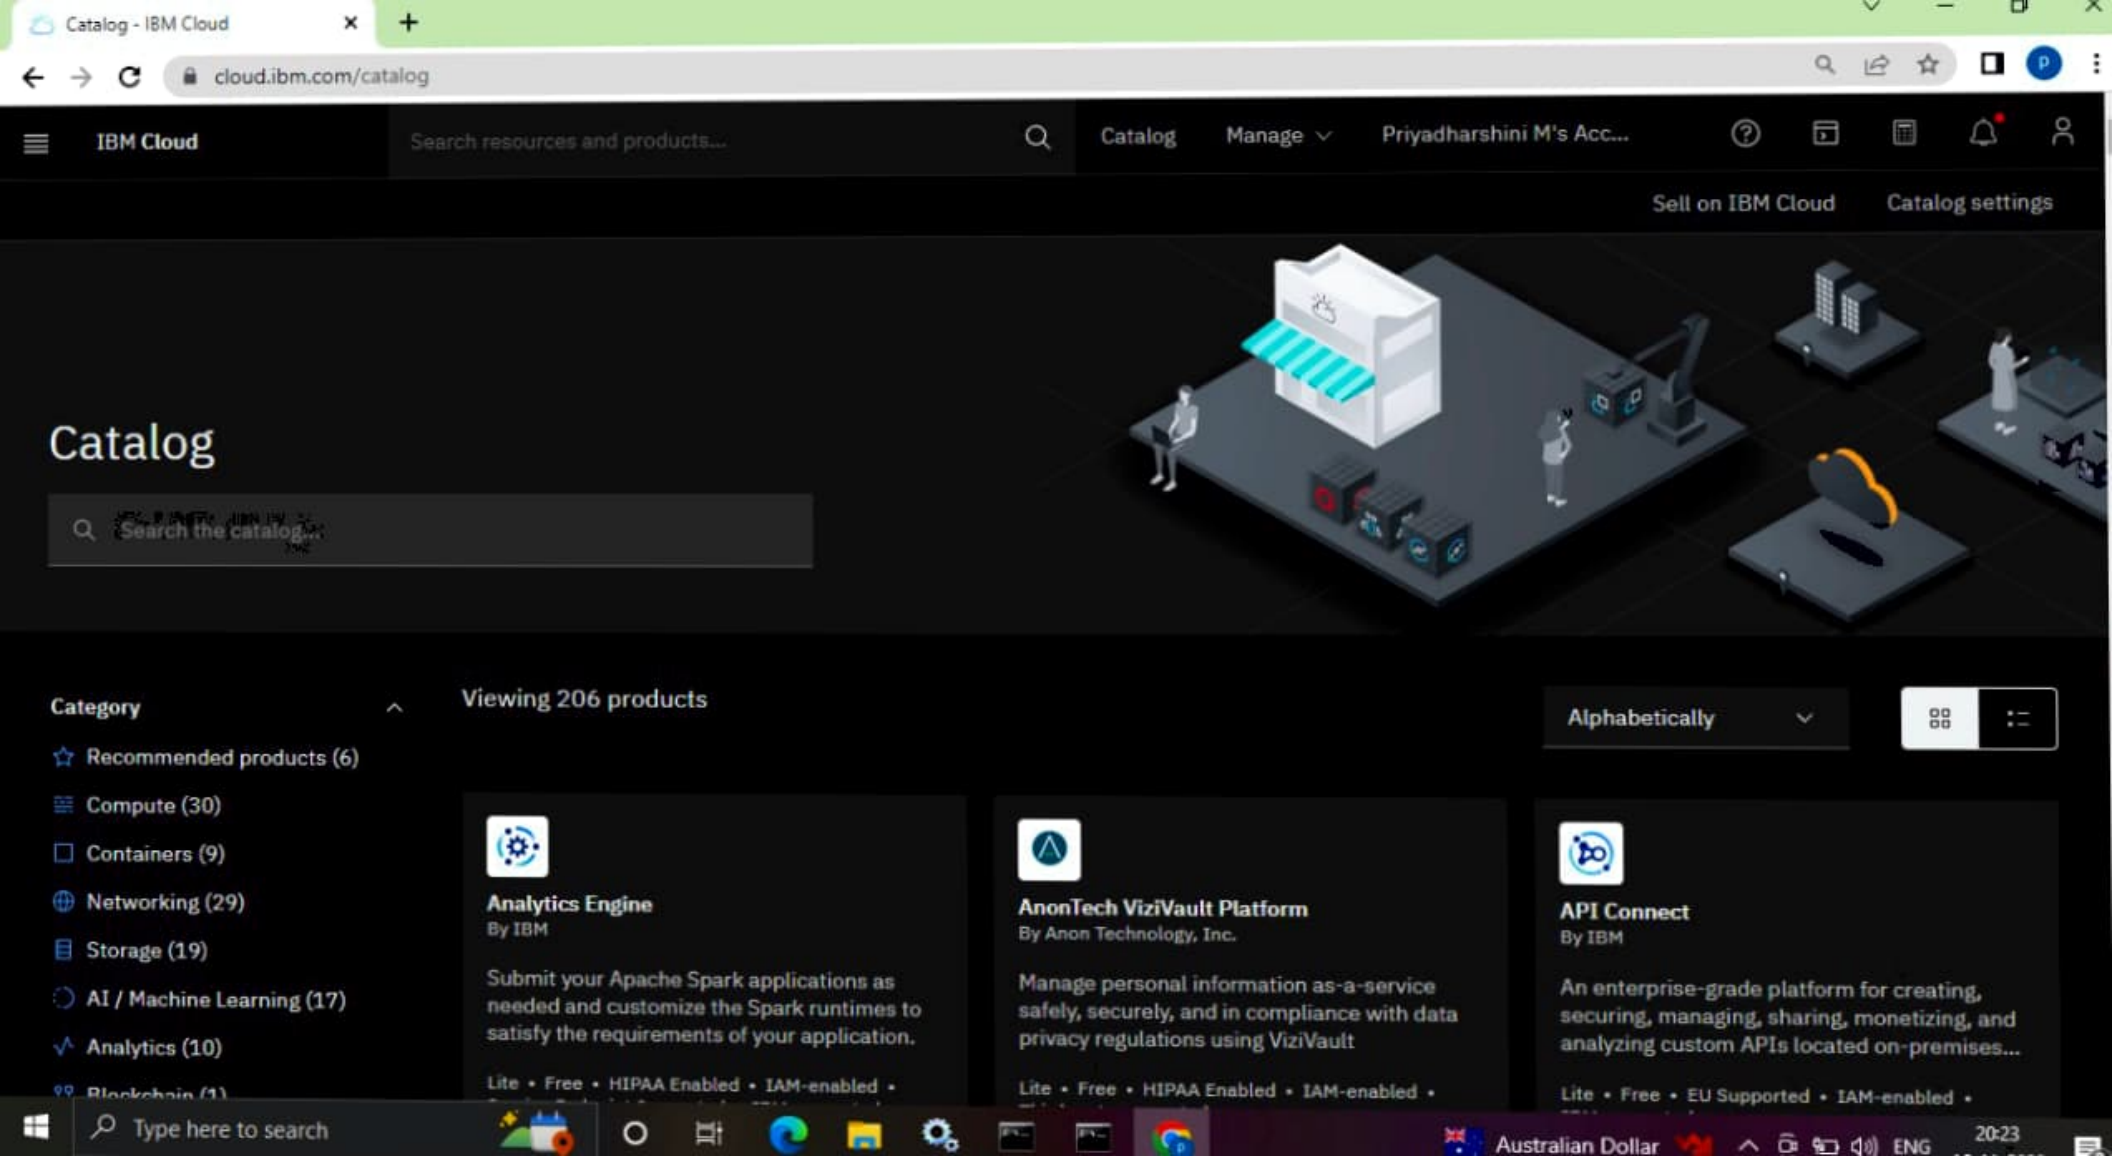 Catalog - IBM Cloud
cloud.ibm.com/catalog
P
IBM Cloud
Search resources and products...
Catalog
Manage
Priyadharshini M's Acc...
Sell on IBM Cloud
Catalog settings
Catalog
Search the catalog...
Category
Recommended products (6)
Compute (30)
Containers (9)
Networking (29)
Storage (19)
AI / Machine Learning (17)
Analytics (10)
Blockchain (1)
Viewing 206 products
Alphabetically
Analytics Engine
By IBM
Submit your Apache Spark applications as
needed and customize the Spark runtimes to
satisfy the requirements of your application.
Lite • Free • HIPAA Enabled • IAM-enabled •
AnonTech ViziVault Platform
By Anon Technology, Inc.
Manage personal information as-a-service
safely, securely, and in compliance with data
privacy regulations using ViziVault
Lite • Free • HIPAA Enabled • IAM-enabled •
API Connect
By IBM
An enterprise-grade platform for creating,
securing, managing, sharing, monetizing, and
analyzing custom APIs located on-premises...
Lite • Free • EU Supported • IAM-enabled •
Type here to search
Australian Dollar
ENG
20:23